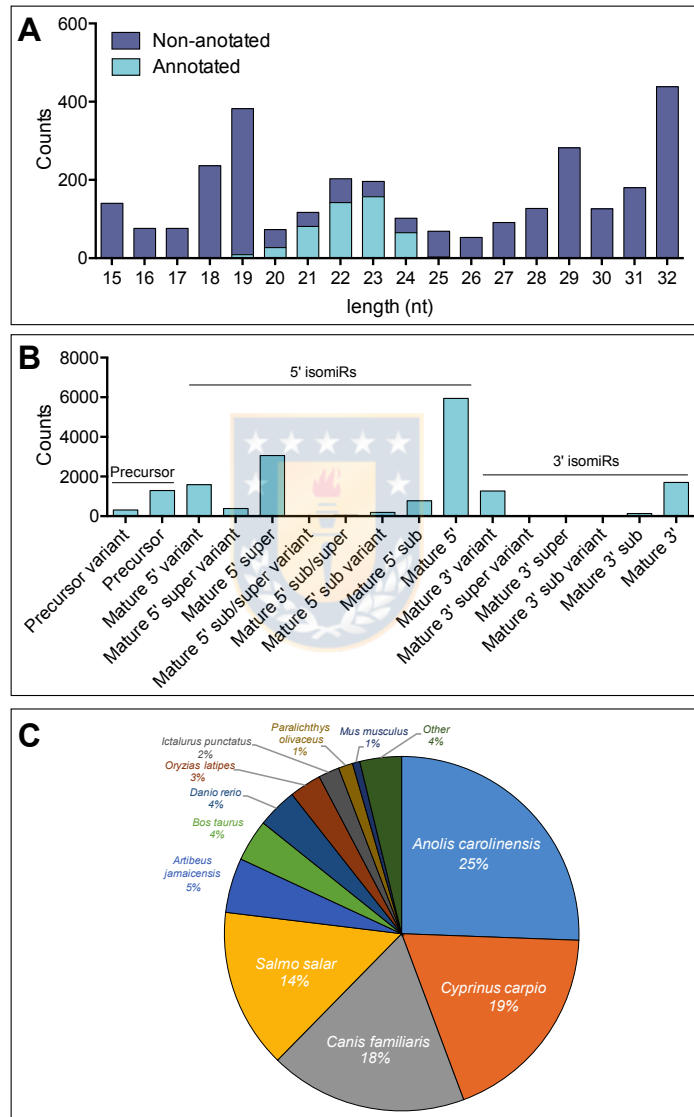 A
600
400
200
0
Counts
Non-anotated
Annotated
15 16 17 18 19 20 21 22 23 24 25 26 27 28 29 30 31 32
length (nt)
B
8000
6000
4000
2000
0
Counts
5' isomiRs
Precursor
3' isomiRs
Precursor variant
Precursor
Mature 5' variant
Mature 5' super variant
Mature 5' super
Mature 5' sub/super variant
Mature 5' sub/super
Mature 5' sub variant
Mature 5' sub
Mature 5'
Mature 3' variant
Mature 3' super variant
Mature 3' super
Mature 3' sub variant
Mature 3' sub
Mature 3'
C
Paralichthys
olivaceus
1%
Mus musculus
1%
Other
4%
Ictalurus punctatus
2%
Oryzias latipes
3%
Danio rerio
4%
Bos taurus
4%
Artibeus
jamaicensis
5%
Anolis carolinensis
25%
Salmo salar
14%
Cyprinus carpio
19%
Canis familiaris
18%